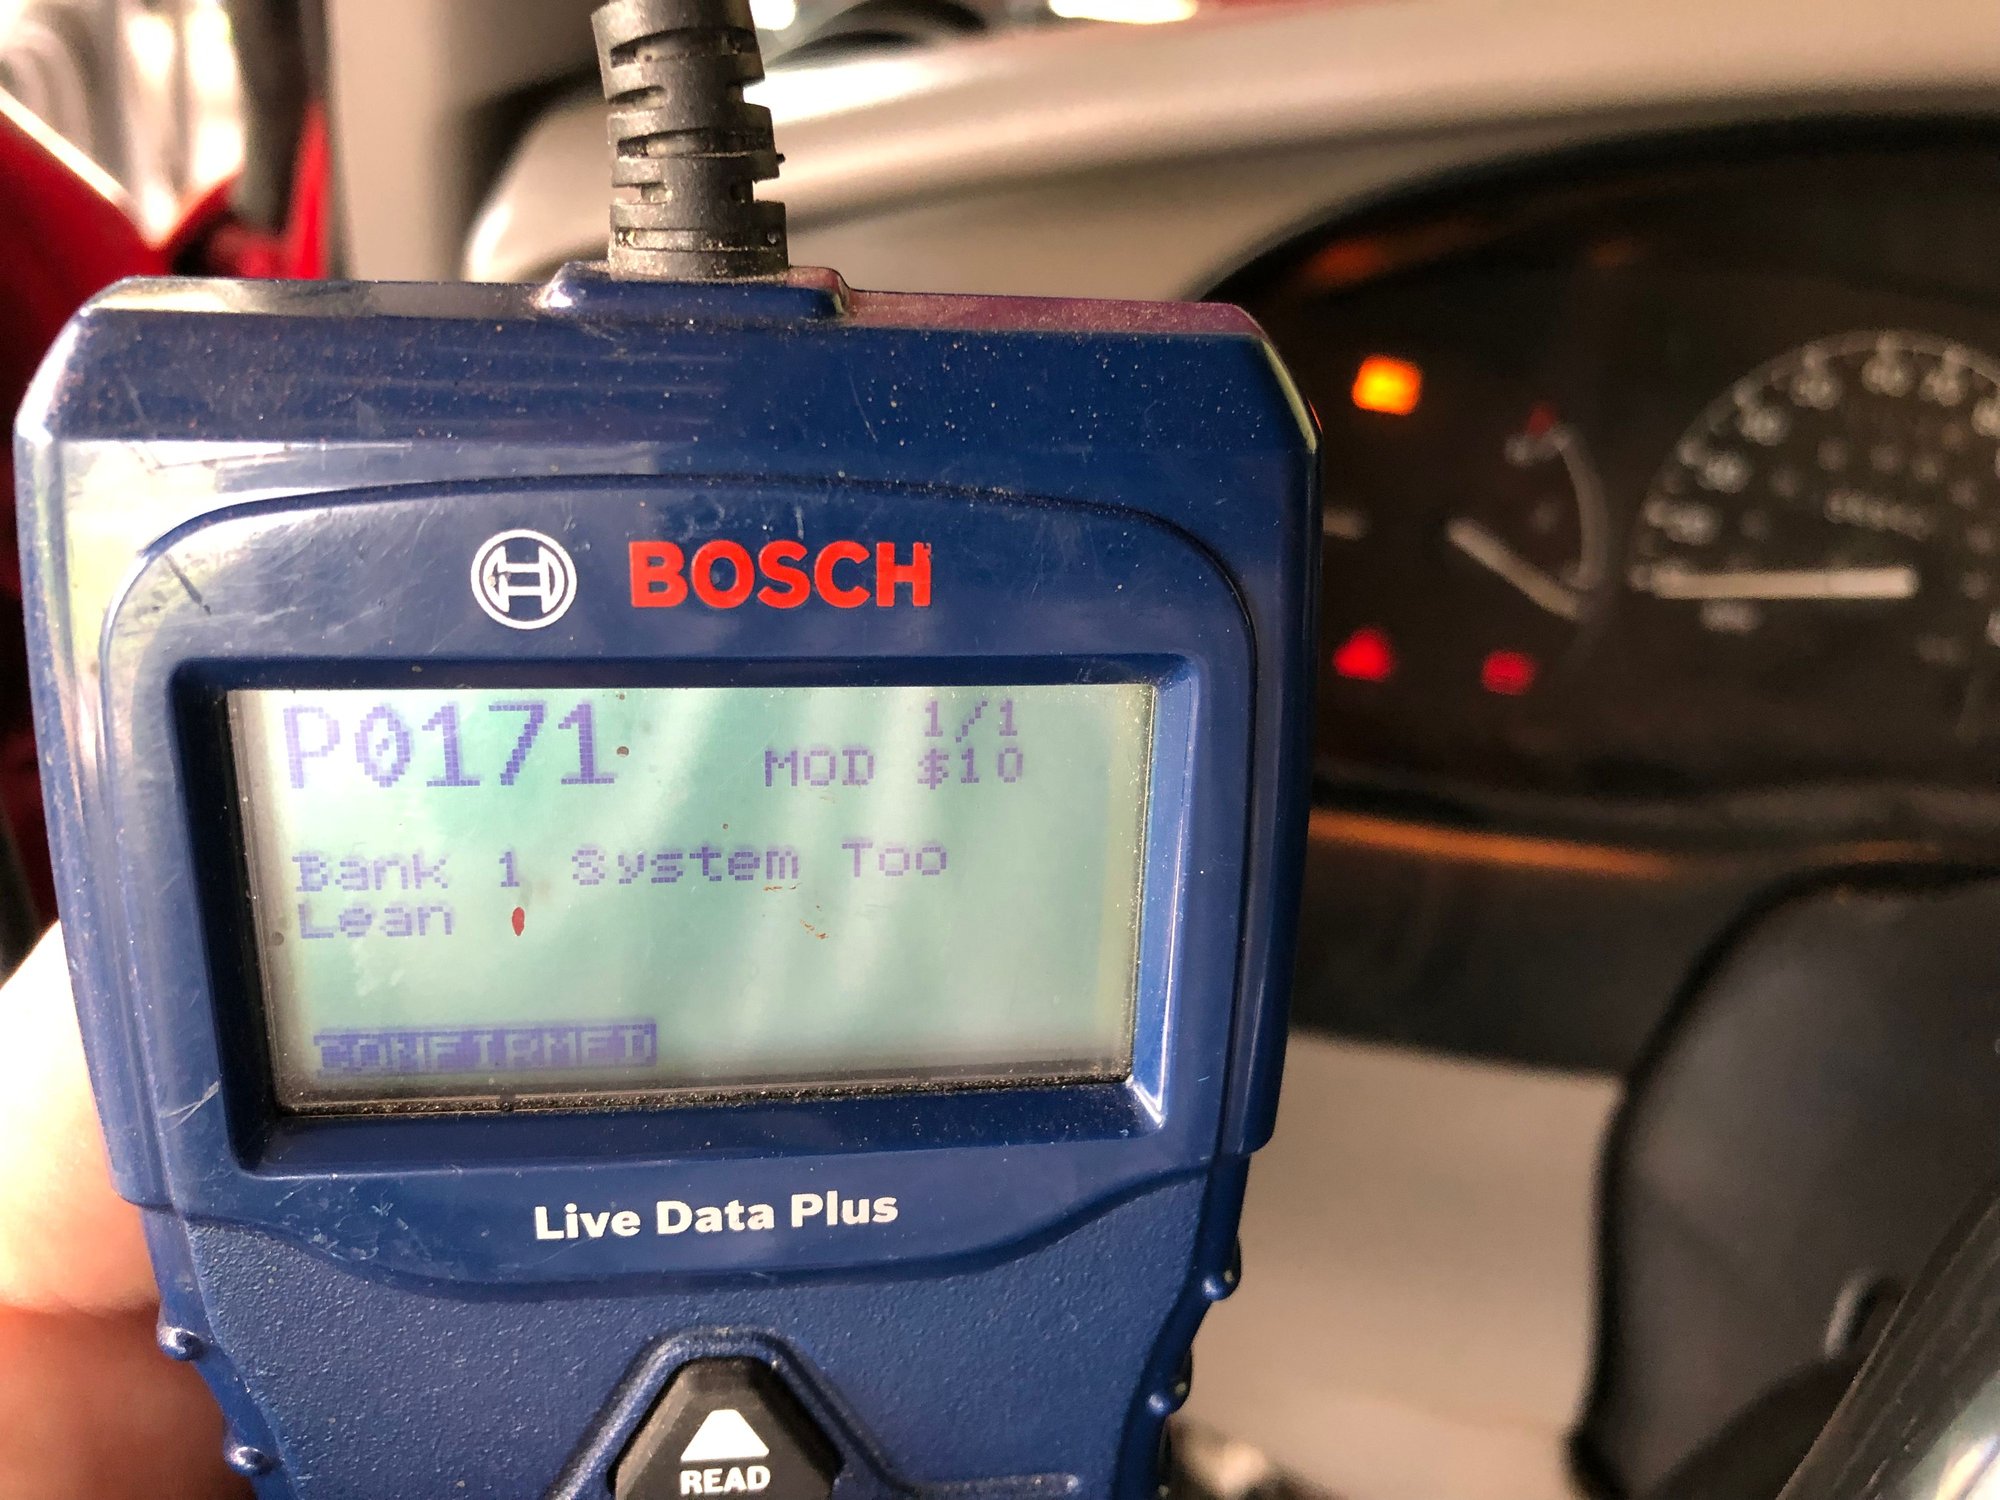 BOSCH
P0171
1/1
MOD $10
Bank 1 System Too
Lean
CONFIRMED
Live Data Plus
READ